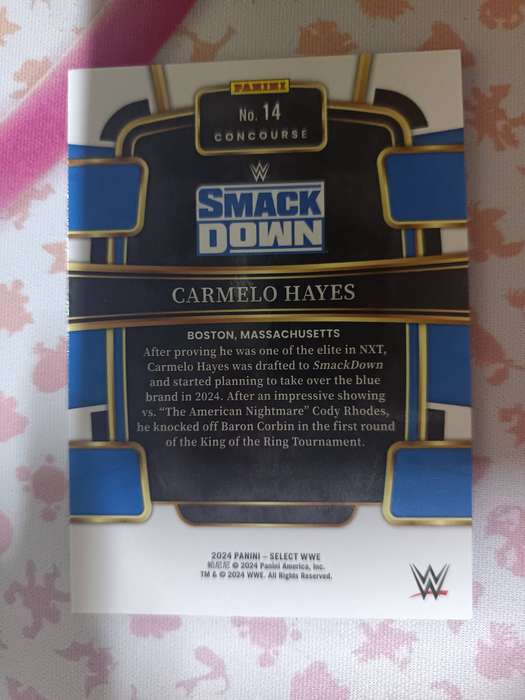 PANINI
No. 14
CONCOURSE
W
SMACK
DOWN
CARMELO HAYES
BOSTON, MASSACHUSETTS
After proving he was one of the elite in NXT,
Carmelo Hayes was drafted to SmackDown
and started planning to take over the blue
brand in 2024. After an impressive showing
vs. “The American Nightmare” Cody Rhodes,
he knocked off Baron Corbin in the first round
of the King of the Ring Tournament.
2024 PANINI – SELECT WWE
帕尼尼 © 2024 Panini America, Inc.
TM & © 2024 WWE. All Rights Reserved.
W